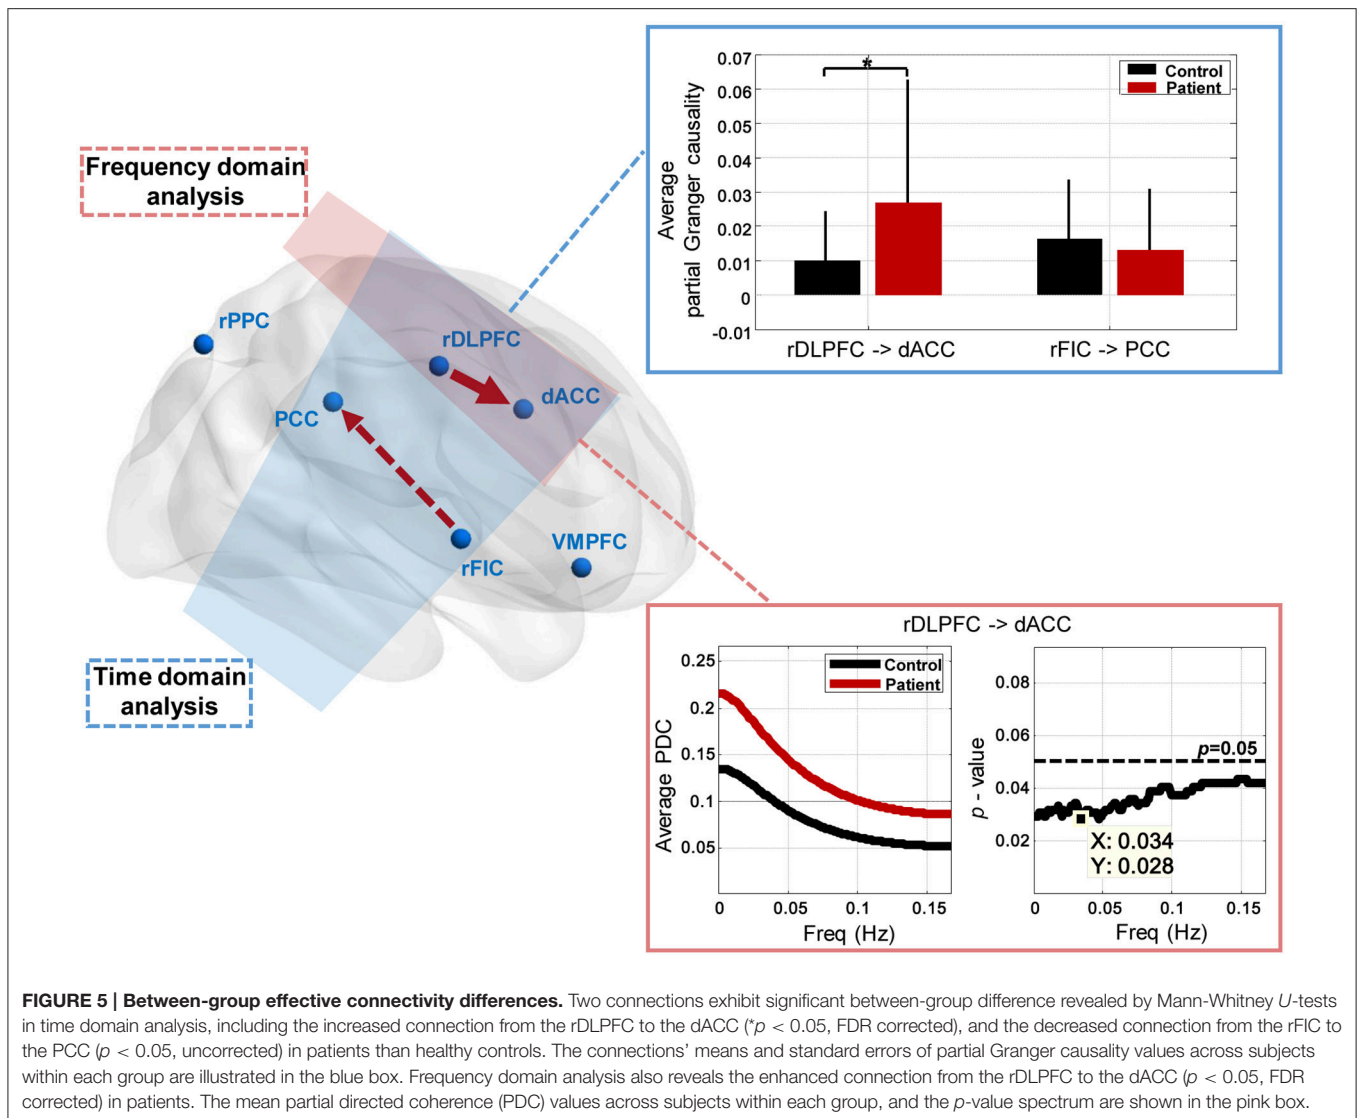 Frequency domain
analysis
rPPC
rDLPFC
dACC
PCC
rFIC
VMPFC
Time domain
analysis
0.07
0.06
0.05
0.04
0.03
0.02
0.01
0
-0.01
Average
partial Granger causality
*
Control
Patient
rDLPFC -> dACC
rFIC -> PCC
rDLPFC -> dACC
0.25
0.2
0.15
0.1
0.05
Average PDC
Control
Patient
0
0.05
0.1
0.15
Freq (Hz)
0.08
0.06
0.04
0.02
p - value
p=0.05
X: 0.034
Y: 0.028
0
0.05
0.1
0.15
Freq (Hz)
FIGURE 5 | Between-group effective connectivity differences. Two connections exhibit significant between-group difference revealed by Mann-Whitney U-tests
in time domain analysis, including the increased connection from the rDLPFC to the dACC (*p < 0.05, FDR corrected), and the decreased connection from the rFIC to
the PCC (p < 0.05, uncorrected) in patients than healthy controls. The connections' means and standard errors of partial Granger causality values across subjects
within each group are illustrated in the blue box. Frequency domain analysis also reveals the enhanced connection from the rDLPFC to the dACC (p < 0.05, FDR
corrected) in patients. The mean partial directed coherence (PDC) values across subjects within each group, and the p-value spectrum are shown in the pink box.